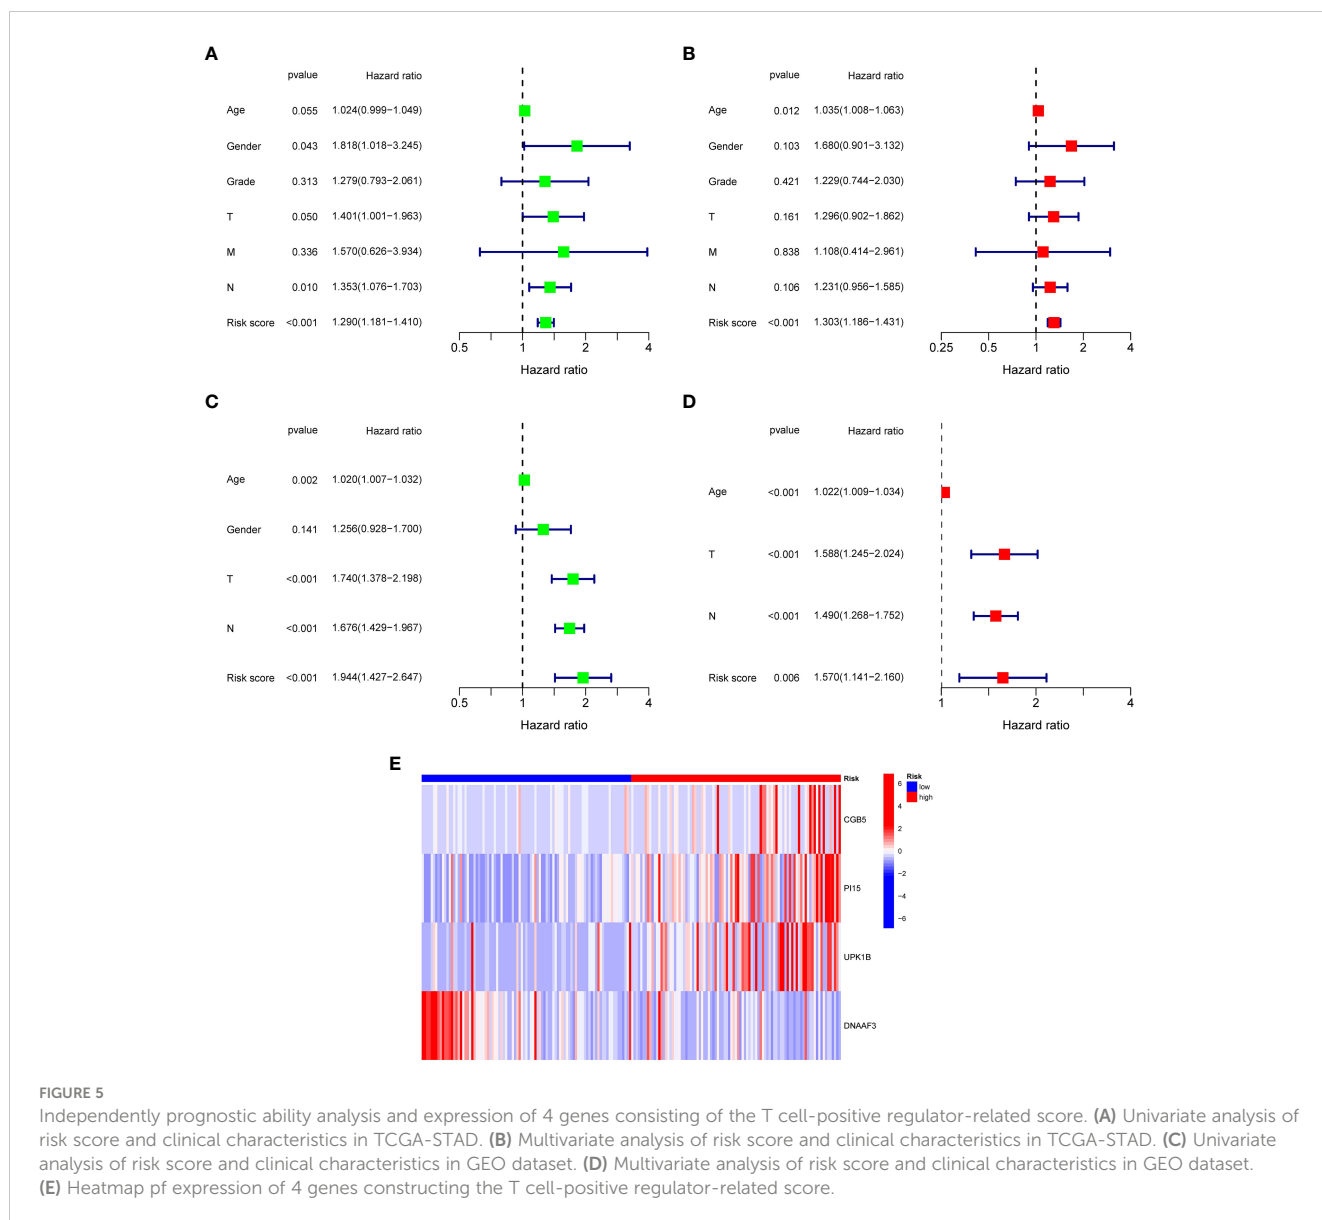 A
pvalue Hazard ratio
Age 0.055 1.024(0.999−1.049)
Gender 0.043 1.818(1.018−3.245)
Grade 0.313 1.279(0.793−2.061)
T 0.050 1.401(1.001−1.963)
M 0.336 1.570(0.626−3.934)
N 0.010 1.353(1.076−1.703)
Risk score <0.001 1.290(1.181−1.410)
0.5 1 2 4
Hazard ratio
B
pvalue Hazard ratio
Age 0.012 1.035(1.008−1.063)
Gender 0.103 1.680(0.901−3.132)
Grade 0.421 1.229(0.744−2.030)
T 0.161 1.296(0.902−1.862)
M 0.838 1.108(0.414−2.961)
N 0.106 1.231(0.956−1.585)
Risk score <0.001 1.303(1.186−1.431)
0.25 0.5 1 2 4
Hazard ratio
C
pvalue Hazard ratio
Age 0.002 1.020(1.007−1.032)
Gender 0.141 1.256(0.928−1.700)
T <0.001 1.740(1.378−2.198)
N <0.001 1.676(1.429−1.967)
Risk score <0.001 1.944(1.427−2.647)
0.5 1 2 4
Hazard ratio
D
pvalue Hazard ratio
Age <0.001 1.022(1.009−1.034)
T <0.001 1.588(1.245−2.024)
N <0.001 1.490(1.268−1.752)
Risk score 0.006 1.570(1.141−2.160)
1 2 4
Hazard ratio
E
Risk
CGB5
PI15
UPK1B
DNAAF3
6
4
2
0
−2
−4
−6
Risk
low
high
FIGURE 5
Independently prognostic ability analysis and expression of 4 genes consisting of the T cell-positive regulator-related score. (A) Univariate analysis of
risk score and clinical characteristics in TCGA-STAD. (B) Multivariate analysis of risk score and clinical characteristics in TCGA-STAD. (C) Univariate
analysis of risk score and clinical characteristics in GEO dataset. (D) Multivariate analysis of risk score and clinical characteristics in GEO dataset.
(E) Heatmap pf expression of 4 genes constructing the T cell-positive regulator-related score.